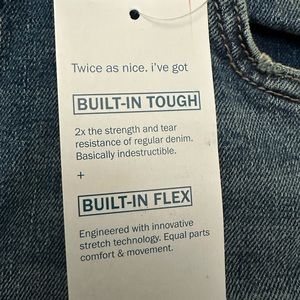 Twice as nice. i've got
BUILT-IN TOUGH
2x the strength and tear
resistance of regular denim.
Basically indestructible.
+
BUILT-IN FLEX
Engineered with innovative
stretch technology. Equal parts
comfort & movement.